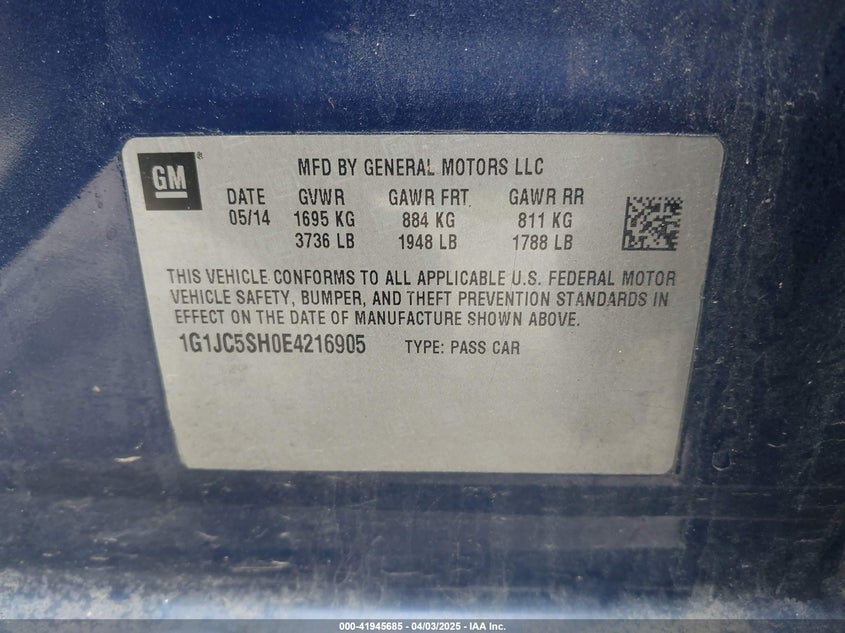 GM ®
MFD BY GENERAL MOTORS LLC
DATE GVWR GAWR FRT. GAWR RR
05/14 1695 KG 884 KG 811 KG
3736 LB 1948 LB 1788 LB
THIS VEHICLE CONFORMS TO ALL APPLICABLE U.S. FEDERAL MOTOR
VEHICLE SAFETY, BUMPER, AND THEFT PREVENTION STANDARDS IN
EFFECT ON THE DATE OF MANUFACTURE SHOWN ABOVE.
1G1JC5SH0E4216905 TYPE: PASS CAR
000-41945685 - 04/03/2025 - IAA Inc.